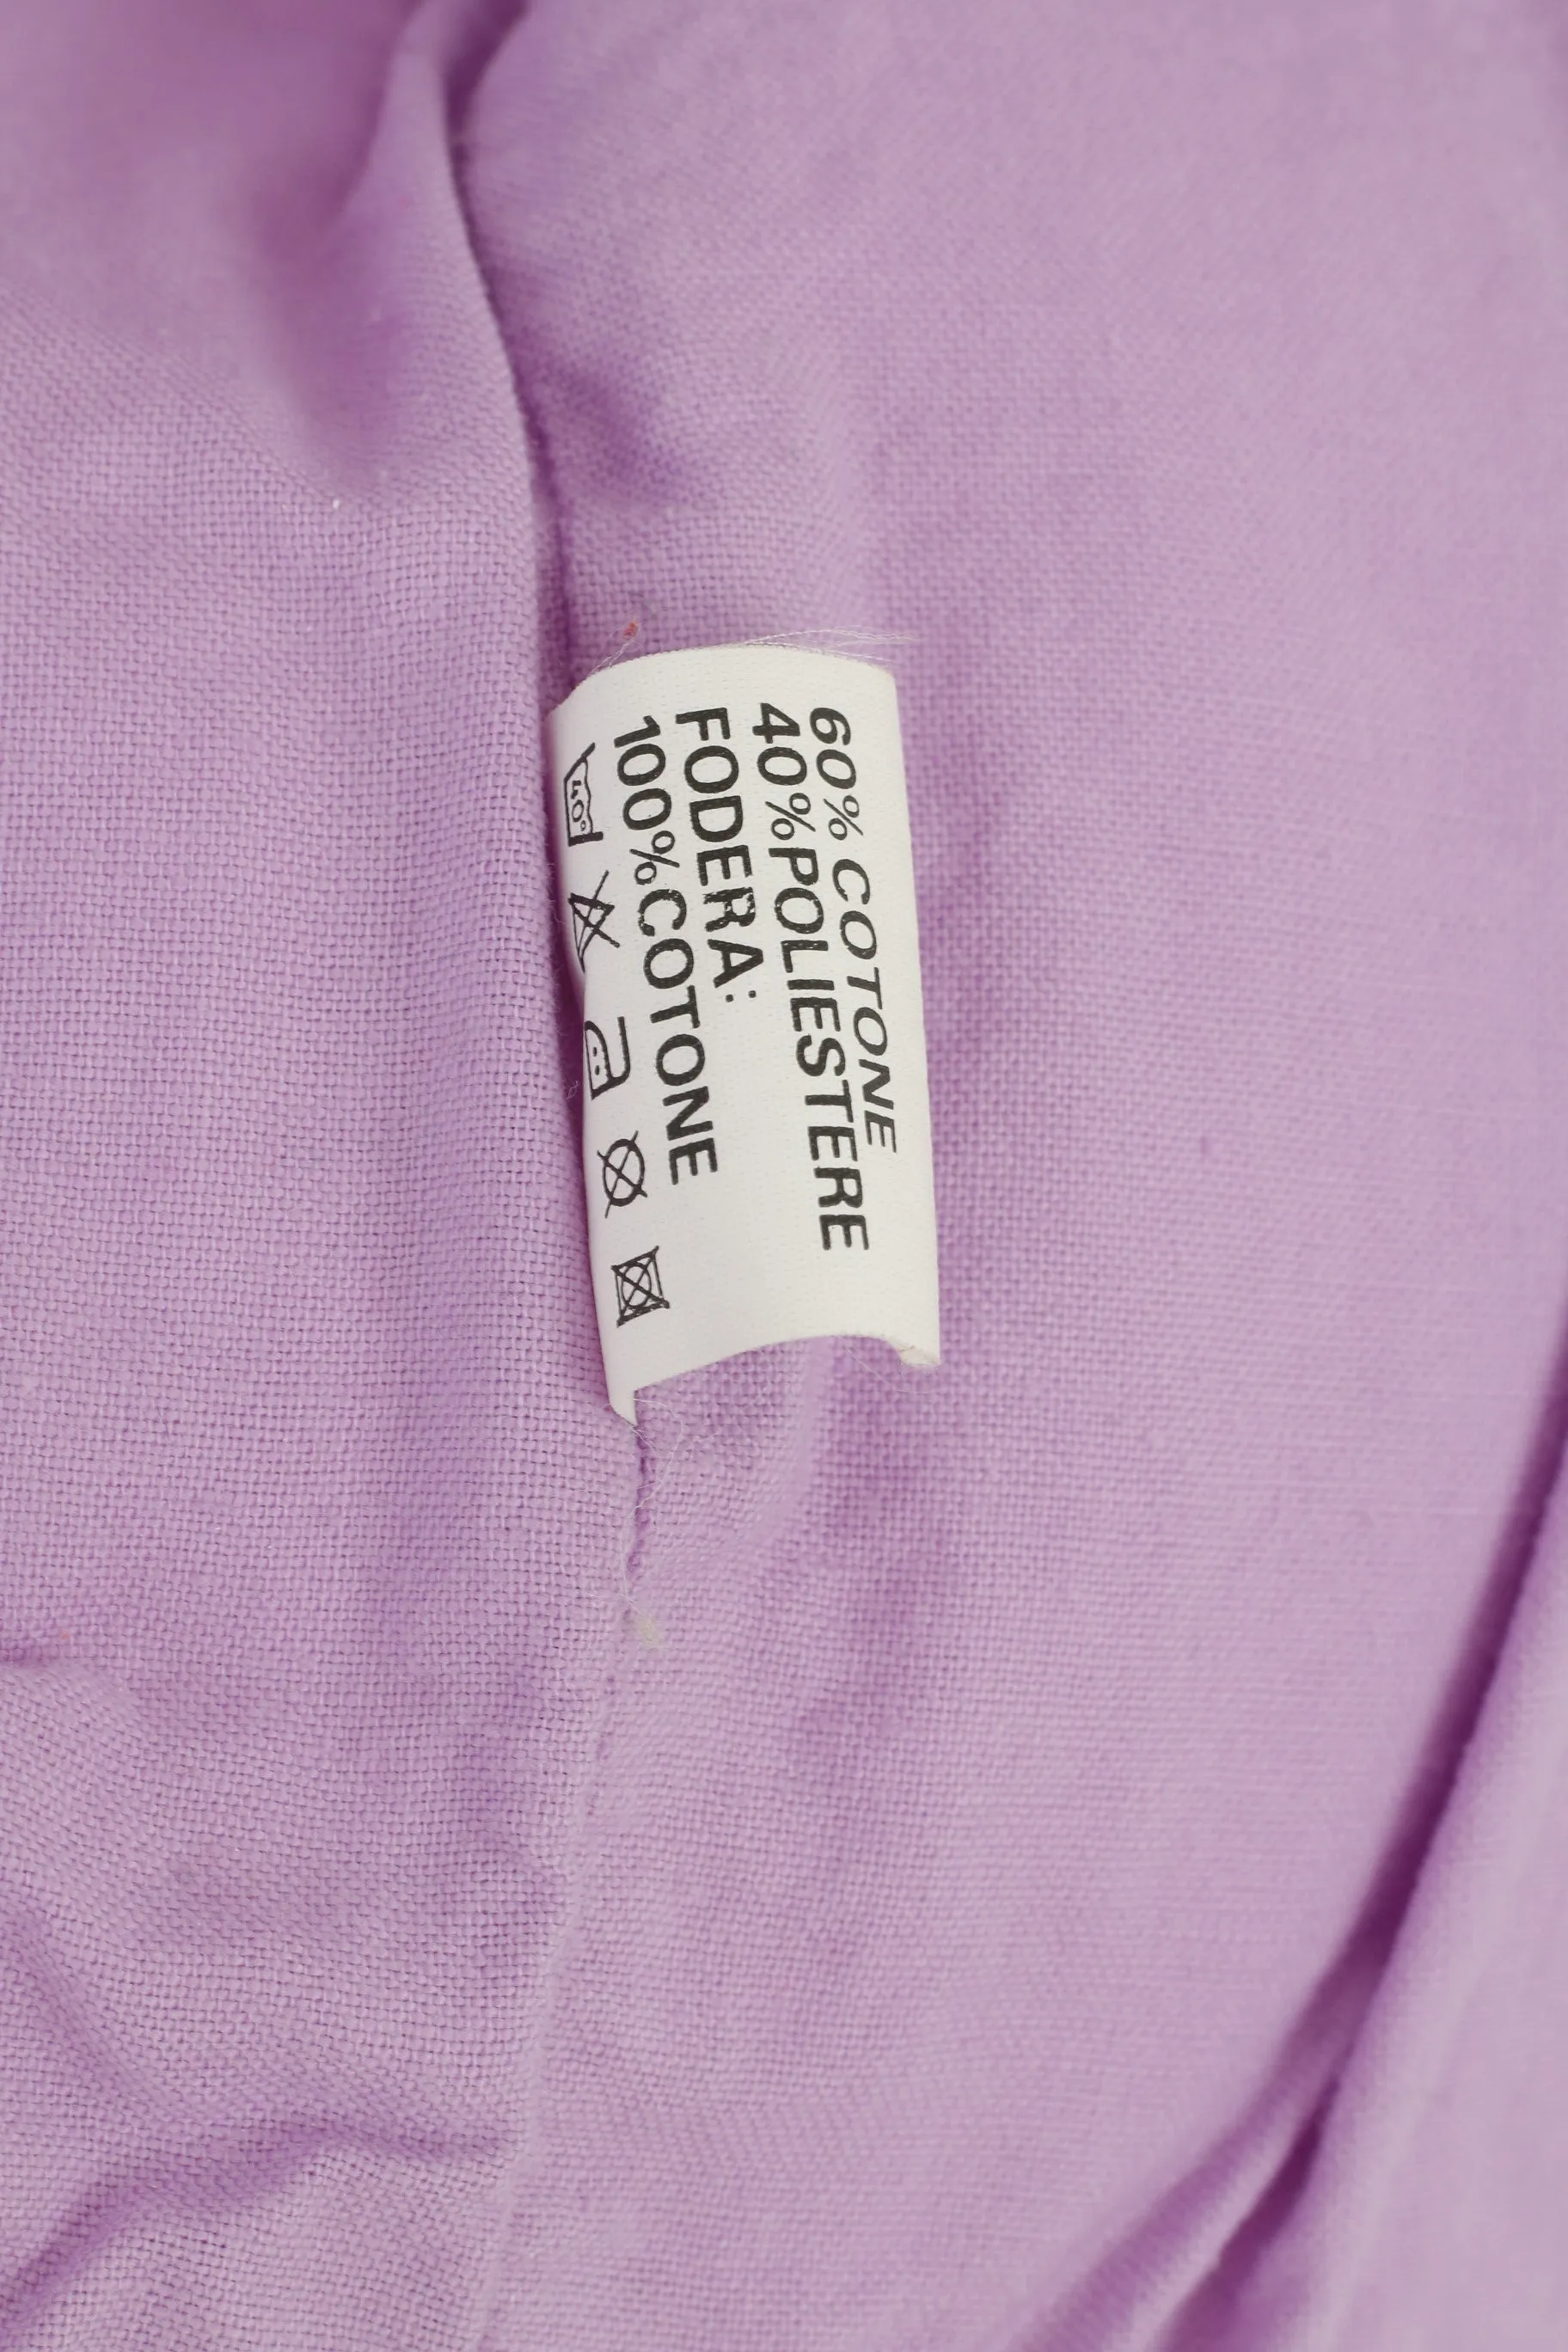 60% COTONE
40%POLIESTERE
FODERA:
100%COTONE
40°